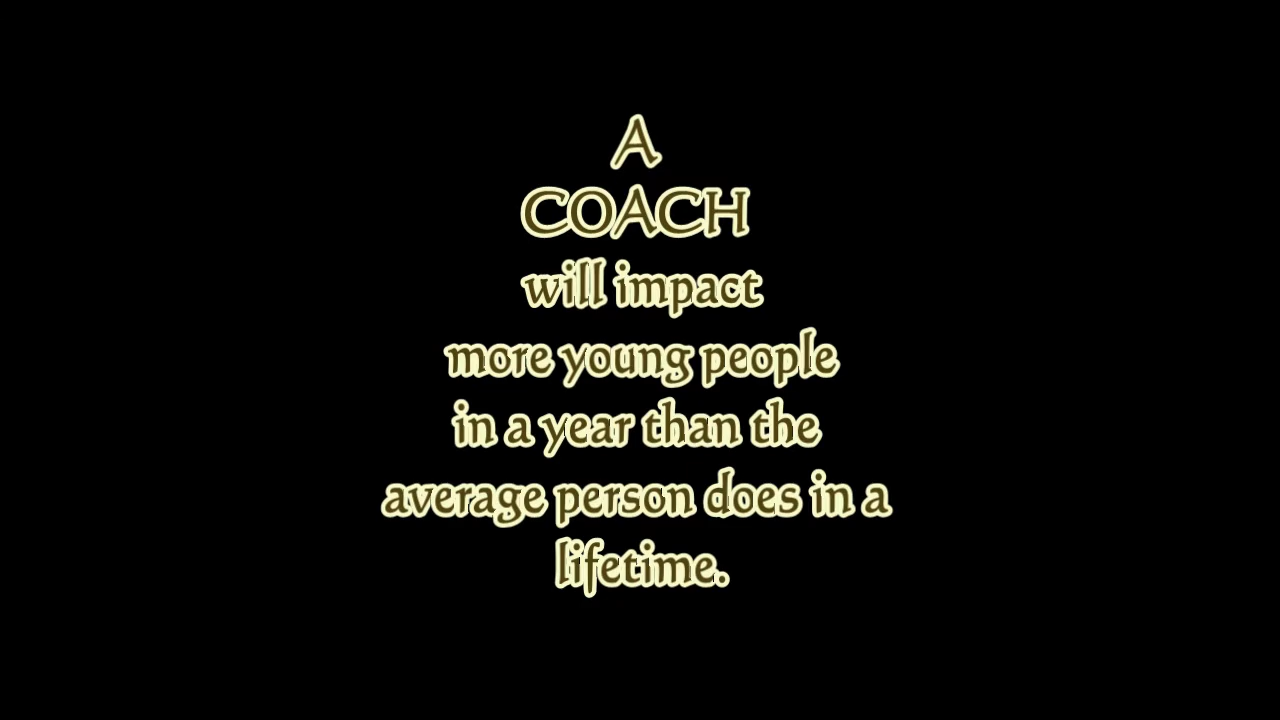 A
COACH
will impact
more young people
in a year than the
average person does in a
lifetime.